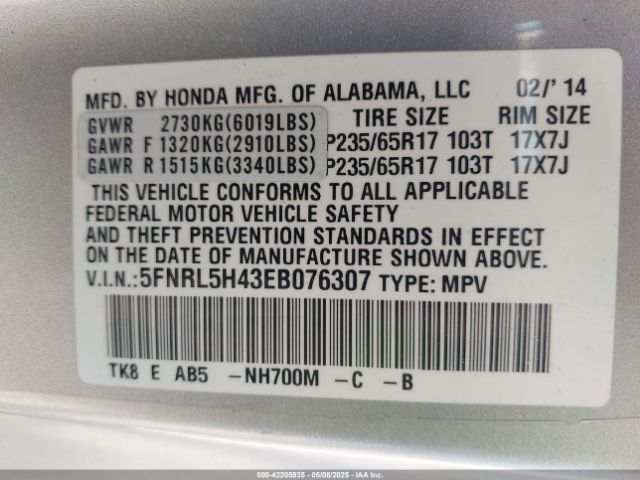 MFD. BY HONDA MFG. OF ALABAMA, LLC 02/' 14
GVWR 2730KG(6019LBS) TIRE SIZE RIM SIZE
GAWR F 1320KG(2910LBS) P235/65R17 103T 17X7J
GAWR R 1515KG(3340LBS) P235/65R17 103T 17X7J
THIS VEHICLE CONFORMS TO ALL APPLICABLE
FEDERAL MOTOR VEHICLE SAFETY
AND THEFT PREVENTION STANDARDS IN EFFECT
ON THE DATE OF MANUFACTURE SHOWN ABOVE.
V.I.N.:5FNRL5H43EB076307 TYPE: MPV
TK8 E AB5 -NH700M -C -B
000-42205935 - 05/08/2025 - IAA Inc.